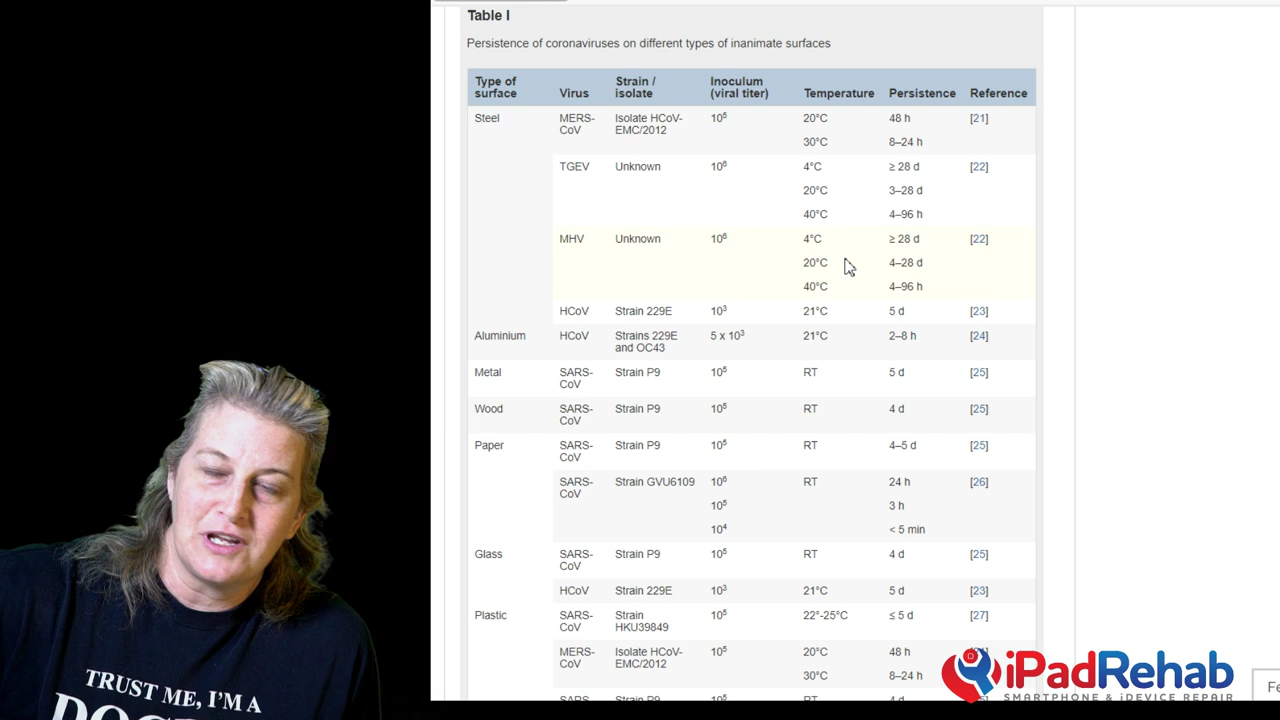 Table I
Persistence of coronaviruses on different types of inanimate surfaces
Type of surface Virus Strain / isolate Inoculum (viral titer) Temperature Persistence Reference
Steel MERS-CoV Isolate HCoV-EMC/2012 10⁵ 20°C 48 h [21]
30°C 8–24 h
TGEV Unknown 10⁶ 4°C ≥ 28 d [22]
20°C 3–28 d
40°C 4–96 h
MHV Unknown 10⁶ 4°C ≥ 28 d [22]
20°C 4–28 d
40°C 4–96 h
HCoV Strain 229E 10³ 21°C 5 d [23]
Aluminium HCoV Strains 229E and OC43 5 x 10³ 21°C 2–8 h [24]
Metal SARS-CoV Strain P9 10⁵ RT 5 d [25]
Wood SARS-CoV Strain P9 10⁵ RT 4 d [25]
Paper SARS-CoV Strain P9 10⁵ RT 4–5 d [25]
SARS-CoV Strain GVU6109 10⁶ RT 24 h [26]
10⁵ 3 h
10⁴ < 5 min
Glass SARS-CoV Strain P9 10⁵ RT 4 d [25]
HCoV Strain 229E 10³ 21°C 5 d [23]
Plastic SARS-CoV Strain HKU39849 10⁵ 22°-25°C ≤ 5 d [27]
MERS-CoV Isolate HCoV-EMC/2012 10⁵ 20°C 48 h
30°C 8–24 h
TRUST ME, I'M A
iPadRehab
SMARTPHONE & iDEVICE REPAIR